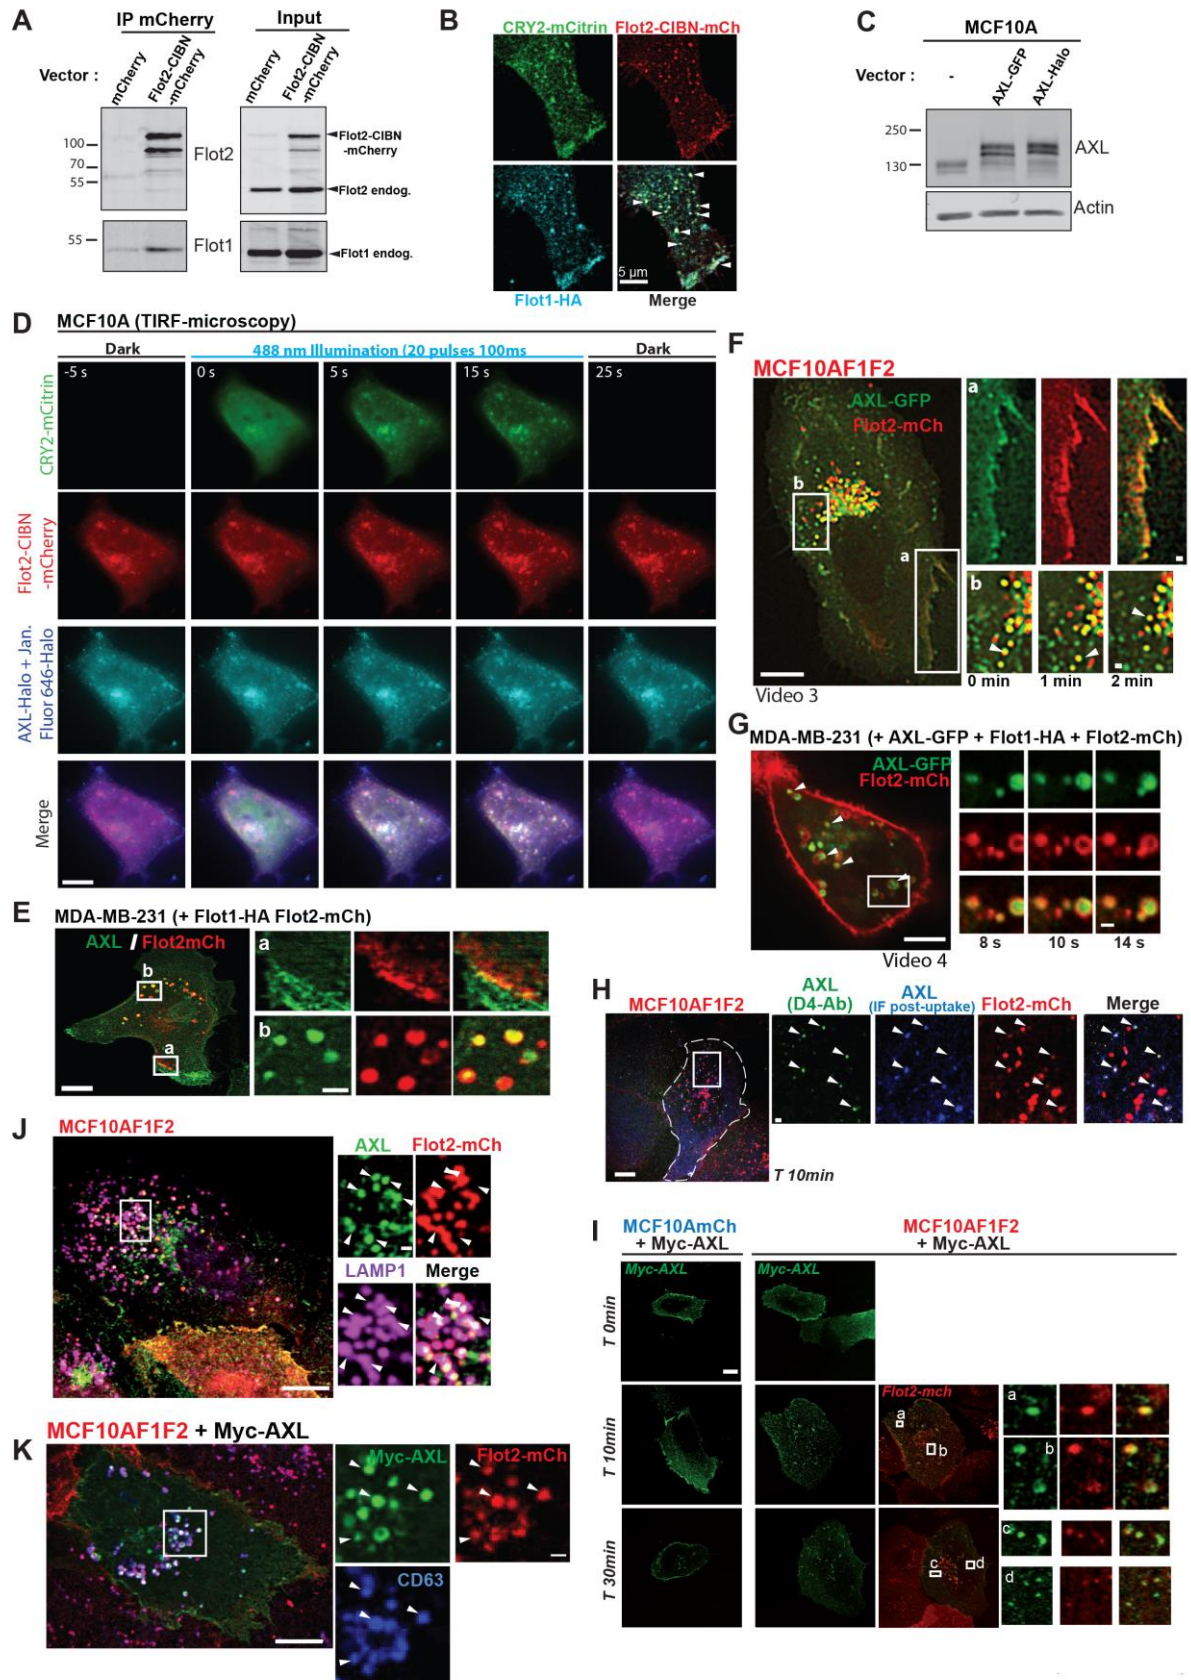 A
IP mCherry
Input
Vector :
mCherry
Flot2-CIBN
-mCherry
mCherry
Flot2-CIBN
-mCherry
100
70
55
Flot2
Flot2-CIBN
-mCherry
Flot2 endog.
55
Flot1
Flot1 endog.
B
CRY2-mCitrin
Flot2-CIBN-mCh
5 µm
Flot1-HA
Merge
C
MCF10A
Vector :
-
AXL-GFP
AXL-Halo
250
130
AXL
Actin
D
MCF10A (TIRF-microscopy)
Dark
488 nm Illumination (20 pulses 100ms
Dark
-5 s
0 s
5 s
15 s
25 s
CRY2-mCitrin
Flot2-CIBN
-mCherry
AXL-Halo + Jan.
Fluor 646-Halo
Merge
E
MDA-MB-231 (+ Flot1-HA Flot2-mCh)
AXL / Flot2mCh
b
a
a
b
F
MCF10AF1F2
AXL-GFP
Flot2-mCh
b
a
a
b
0 min
1 min
2 min
Video 3
G
MDA-MB-231 (+ AXL-GFP + Flot1-HA + Flot2-mCh)
AXL-GFP
Flot2-mCh
8 s
10 s
14 s
Video 4
H
MCF10AF1F2
AXL
(D4-Ab)
AXL
(IF post-uptake)
Flot2-mCh
Merge
T 10min
I
MCF10AmCh
+ Myc-AXL
MCF10AF1F2
+ Myc-AXL
Myc-AXL
Myc-AXL
T 0min
T 10min
Flot2-mch
a
b
a
b
T 30min
c
d
c
d
J
MCF10AF1F2
AXL
Flot2-mCh
LAMP1
Merge
K
MCF10AF1F2 + Myc-AXL
Myc-AXL
Flot2-mCh
CD63